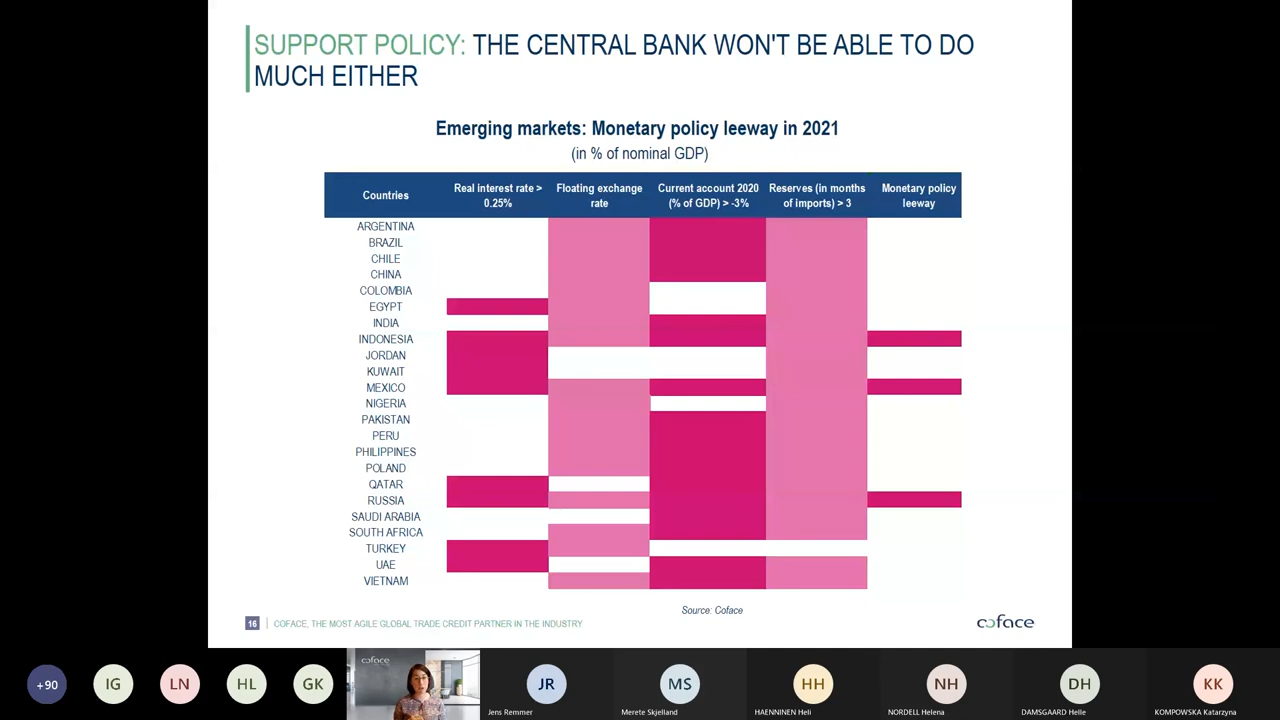 SUPPORT POLICY: THE CENTRAL BANK WON'T BE ABLE TO DO
MUCH EITHER
Emerging markets: Monetary policy leeway in 2021
(in % of nominal GDP)
Countries
Real interest rate >
0.25%
Floating exchange
rate
Current account 2020
(% of GDP) > -3%
Reserves (in months
of imports) > 3
Monetary policy
leeway
ARGENTINA
BRAZIL
CHILE
CHINA
COLOMBIA
EGYPT
INDIA
INDONESIA
JORDAN
KUWAIT
MEXICO
NIGERIA
PAKISTAN
PERU
PHILIPPINES
POLAND
QATAR
RUSSIA
SAUDI ARABIA
SOUTH AFRICA
TURKEY
UAE
VIETNAM
Source: Coface
16
COFACE, THE MOST AGILE GLOBAL TRADE CREDIT PARTNER IN THE INDUSTRY
coface
+90
IG
LN
HL
GK
coface
JR
Jens Remmer
MS
Merete Skjelland
HH
HAENNINEN Heli
NH
NORDELL Helena
DH
DAMSGAARD Helle
KK
KOMPOWSKA Katarzyna